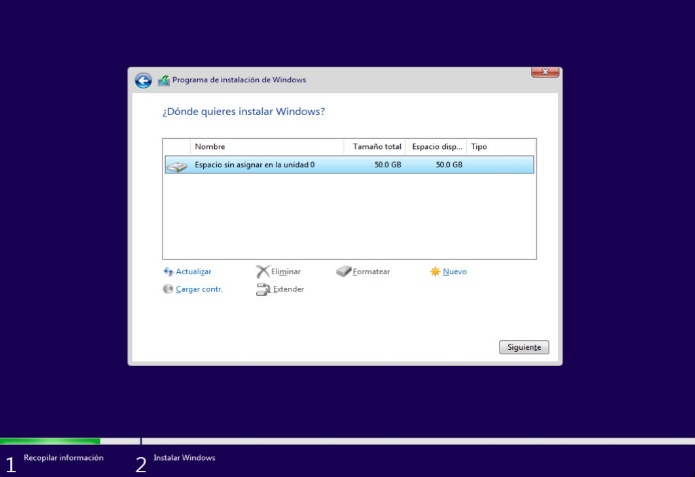 Programa de instalación de Windows
¿Dónde quieres instalar Windows?
Nombre Tamaño total Espacio disp... Tipo
Espacio sin asignar en la unidad 0 50.0 GB 50.0 GB
Actualizar Eliminar Formatear Nuevo
Cargar contr. Extender
Siguiente
1 Recopilar información 2 Instalar Windows